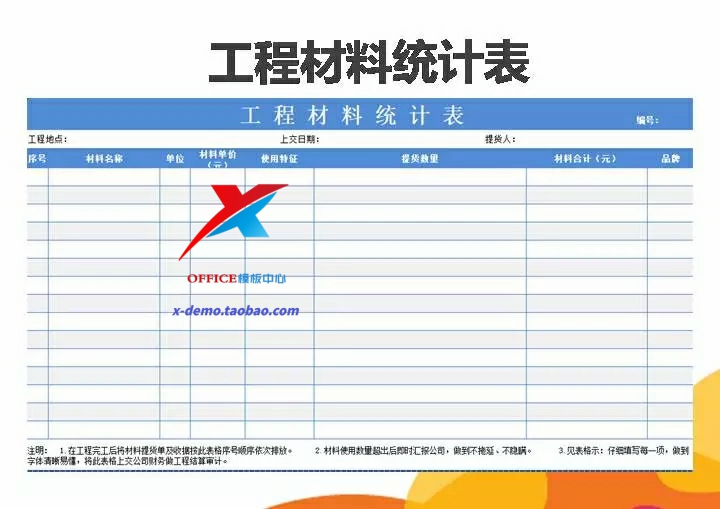 工程材料统计表
工程材料统计表
编号：
工程地点： 上交日期： 提货人：
序号 材料名称 单位 材料单价（元） 使用特征 提货数量 材料合计（元） 品牌
OFFICE模板中心
x-demo.taobao.com
注明： 1.在工程完工后将材料提货单及收据按此表格序号顺序依次排放。 2.材料使用数量超出后即时汇报公司，做到不拖延、不隐瞒。 3.见表格示：仔细填写每一项，做到
字体清晰易懂，将此表格上交公司财务做工程结算审计。